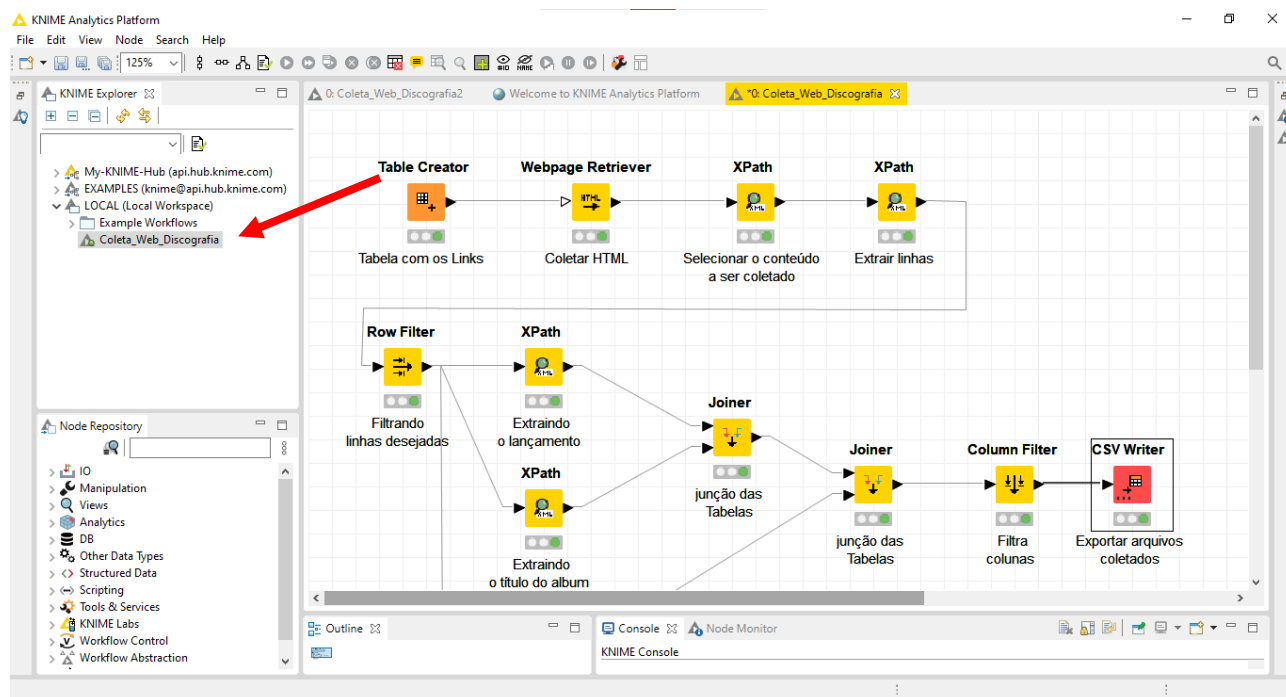 KNIME Analytics Platform
File Edit View Node Search Help
125%
KNIME Explorer
0: Coleta_Web_Discografia2
Welcome to KNIME Analytics Platform
*0: Coleta_Web_Discografia
My-KNIME-Hub (api.hub.knime.com)
EXAMPLES (knime@api.hub.knime.com)
LOCAL (Local Workspace)
Example Workflows
Coleta_Web_Discografia
Table Creator
Tabela com os Links
Webpage Retriever
HTML
Coletar HTML
XPath
XML
Selecionar o conteúdo
a ser coletado
XPath
XML
Extrair linhas
Row Filter
Filtrando
linhas desejadas
XPath
XML
Extraindo
o lançamento
XPath
XML
Extraindo
o título do album
Joiner
junção das
Tabelas
Joiner
junção das
Tabelas
Column Filter
Filtra
colunas
CSV Writer
Exportar arquivos
coletados
Node Repository
IO
Manipulation
Views
Analytics
DB
Other Data Types
Structured Data
Scripting
Tools & Services
KNIME Labs
Workflow Control
Workflow Abstraction
Outline
Console
Node Monitor
KNIME Console